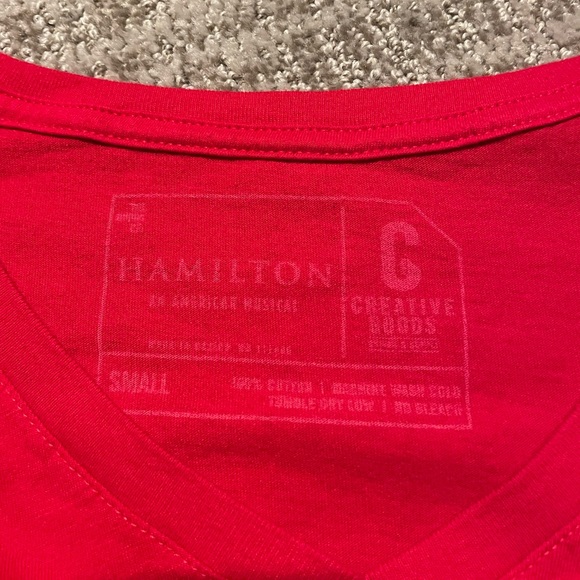 HAMILTON
AN AMERICAN MUSICAL
SMALL
100% COTTON | MACHINE WASH COLD
TUMBLE DRY LOW | NO BLEACH
C
CREATIVE
GOODS